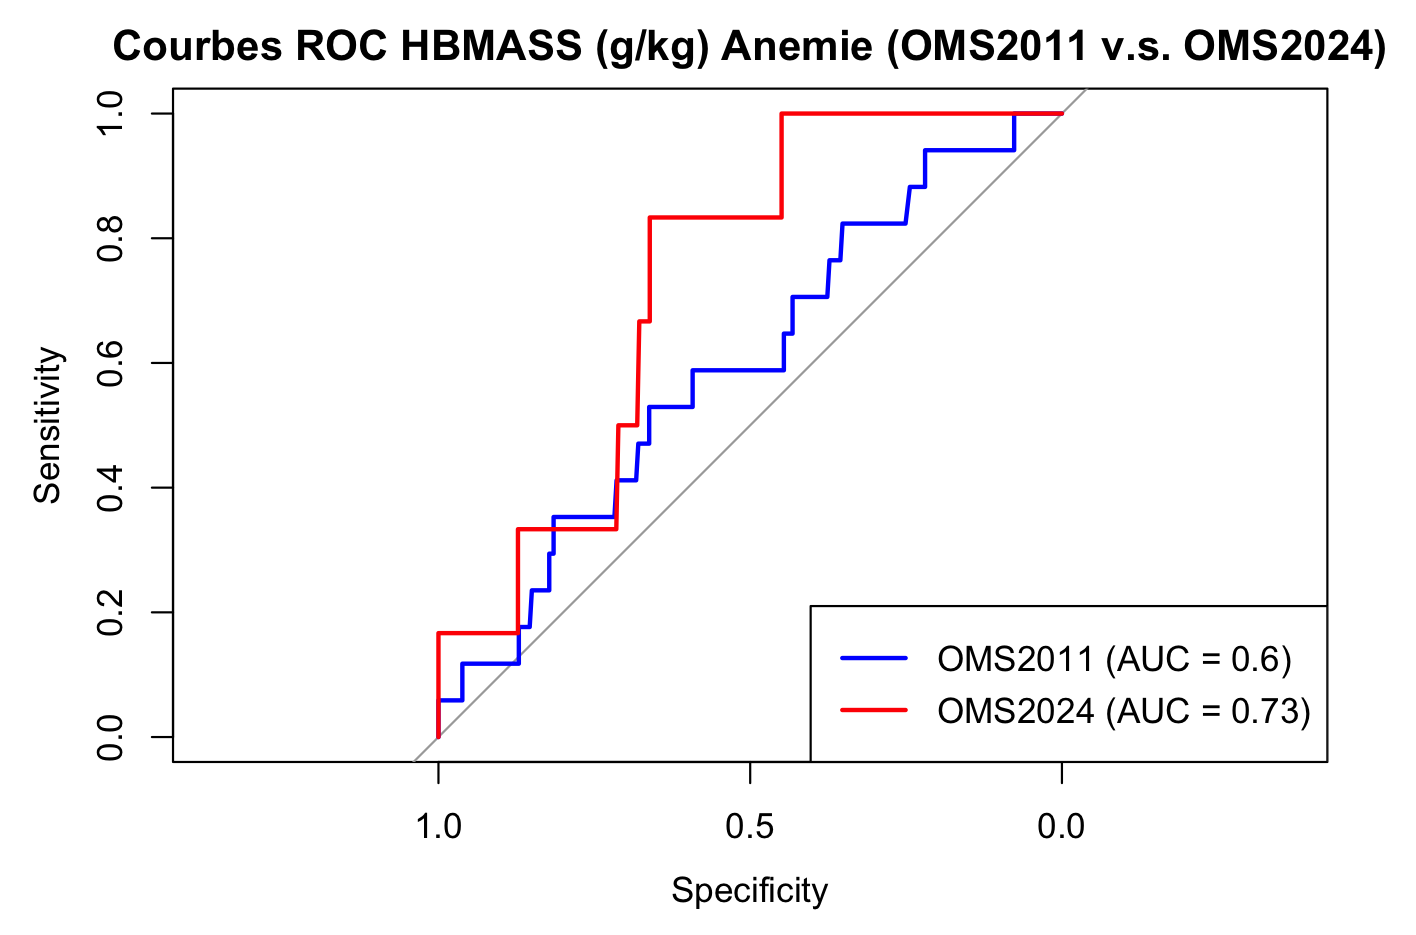 Courbes ROC HBMASS (g/kg) Anemie (OMS2011 v.s. OMS2024)
1.0
0.8
0.6
0.4
0.2
0.0
Sensitivity
OMS2011 (AUC = 0.6)
OMS2024 (AUC = 0.73)
1.0 0.5 0.0
Specificity